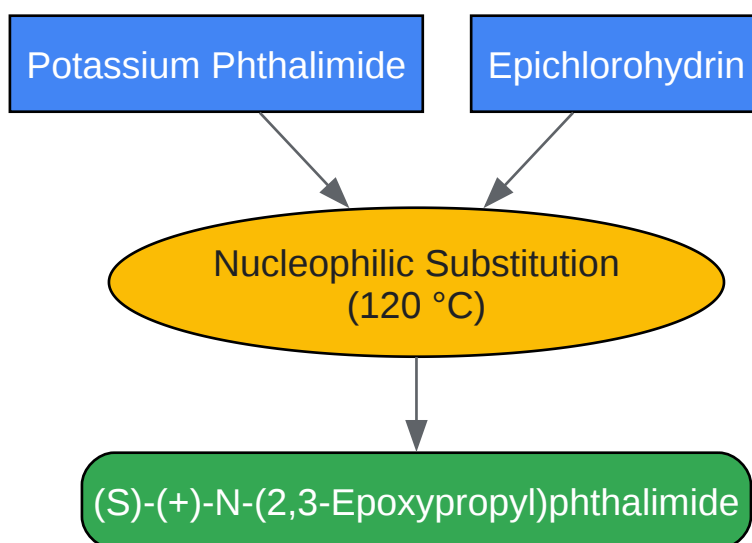 Potassium Phthalimide
Epichlorohydrin
Nucleophilic Substitution
(120 °C)
(S)-(+)-N-(2,3-Epoxypropyl)phthalimide